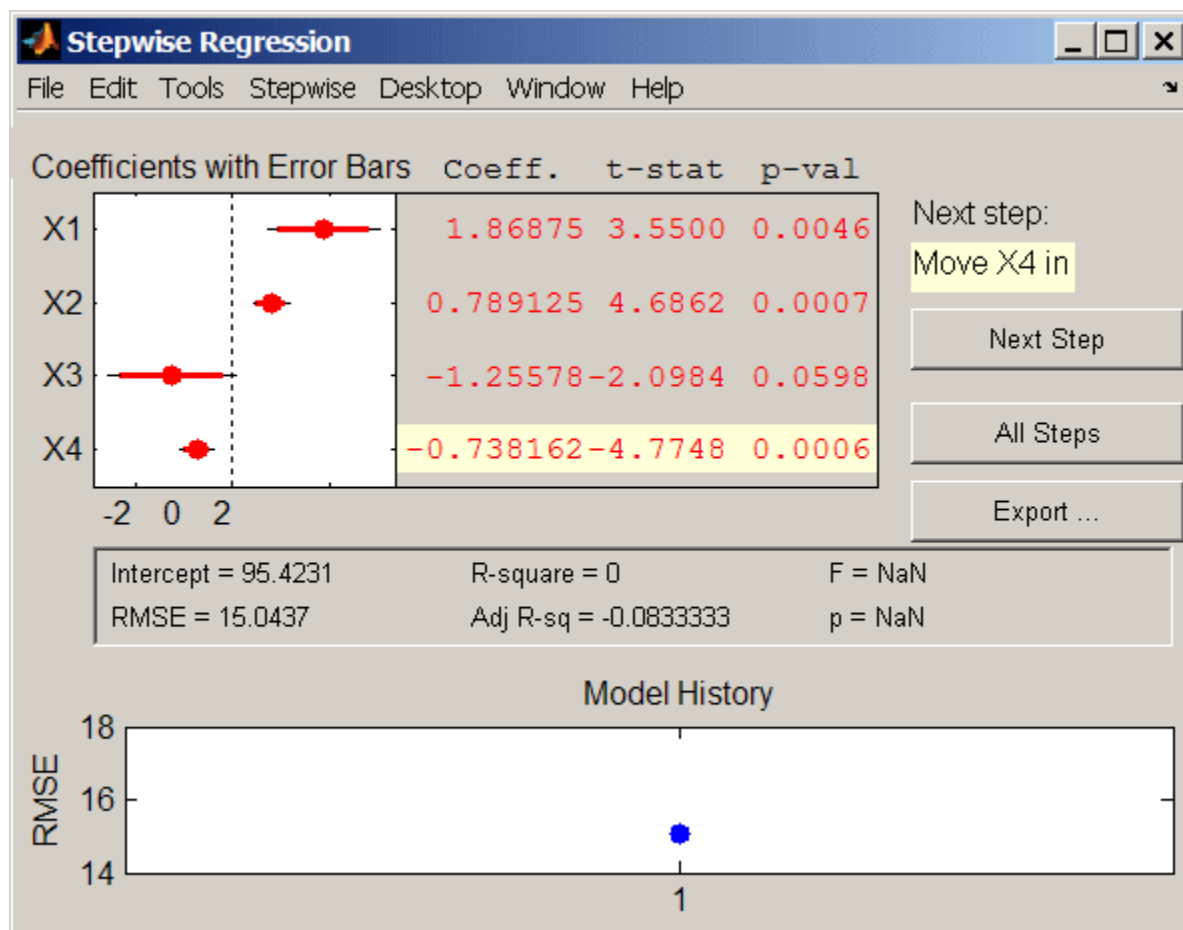 Stepwise Regression
File Edit Tools Stepwise Desktop Window Help
Coefficients with Error Bars Coeff. t-stat p-val
X1 1.86875 3.5500 0.0046
X2 0.789125 4.6862 0.0007
X3 -1.25578 -2.0984 0.0598
X4 -0.738162 -4.7748 0.0006
-2 0 2
Next step:
Move X4 in
Next Step
All Steps
Export ...
Intercept = 95.4231 R-square = 0 F = NaN
RMSE = 15.0437 Adj R-sq = -0.0833333 p = NaN
Model History
RMSE
18
16
14
1